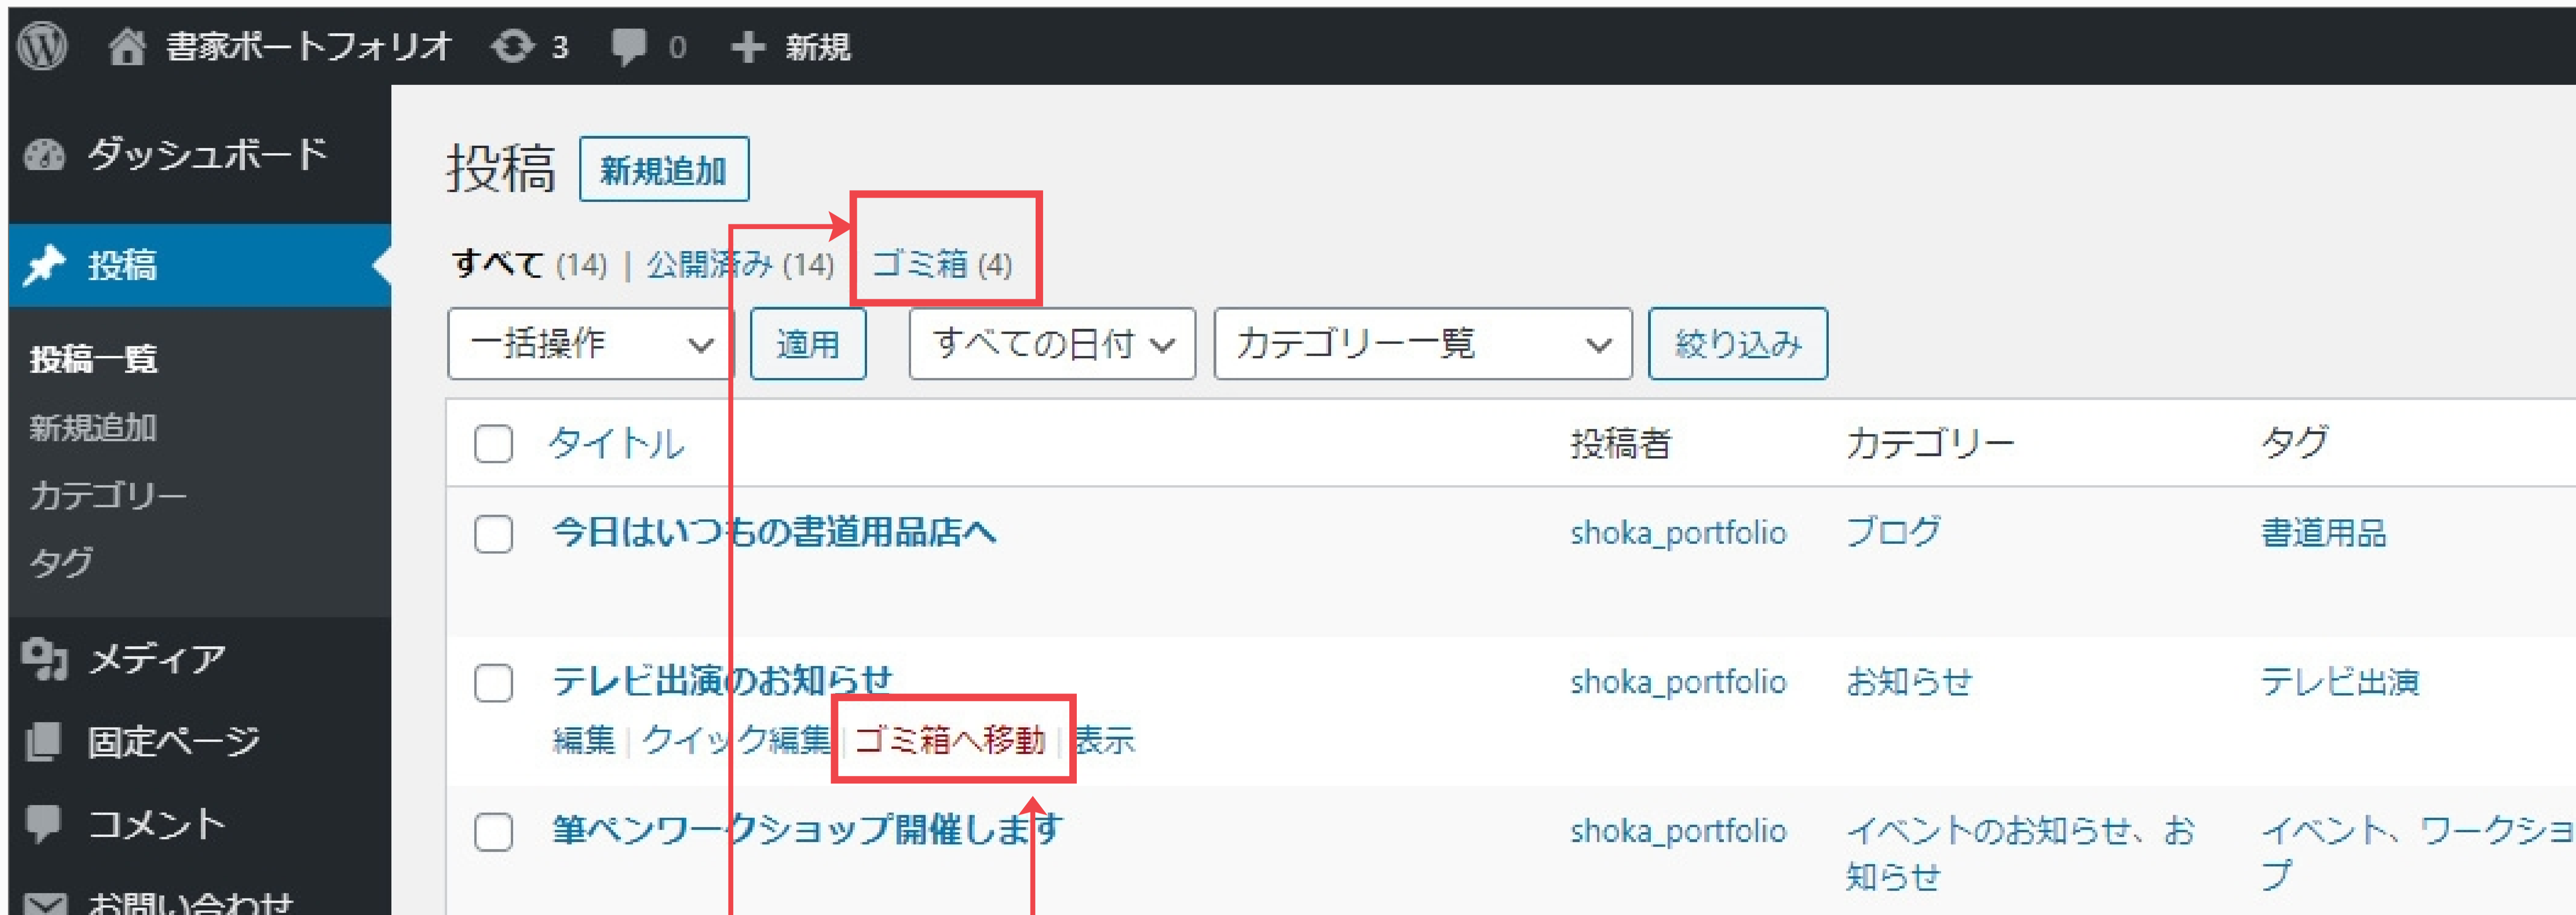 書家ポートフォリオ 3 0 新規
ダッシュボード
投稿
投稿一覧
新規追加
カテゴリー
タグ
メディア
固定ページ
コメント
お問い合わせ
投稿 新規追加
すべて (14) | 公開済み (14) ゴミ箱 (4)
一括操作 適用 すべての日付 カテゴリー一覧 絞り込み
タイトル 投稿者 カテゴリー タグ
今日はいつもの書道用品店へ shoka_portfolio ブログ 書道用品
テレビ出演のお知らせ shoka_portfolio お知らせ テレビ出演
編集 | クイック編集 | ゴミ箱へ移動 | 表示
筆ペンワークショップ開催します shoka_portfolio イベントのお知らせ、お イベント、ワークショ
知らせ プ